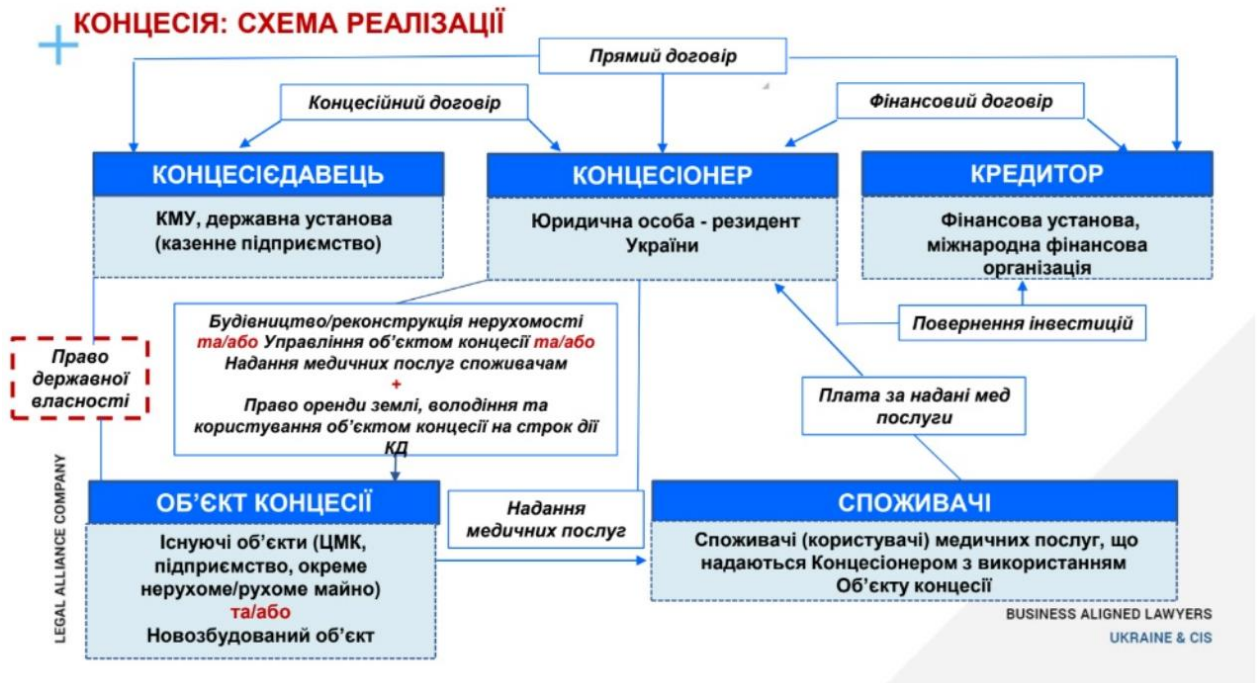 КОНЦЕСІЯ: СХЕМА РЕАЛІЗАЦІЇ
Прямий договір
Концесійний договір
Фінансовий договір
КОНЦЕСІЄДАВЕЦЬ
КМУ, державна установа
(казенне підприємство)
КОНЦЕСІОНЕР
Юридична особа - резидент
України
КРЕДИТОР
Фінансова установа,
міжнародна фінансова
організація
Право
державної
власності
Будівництво/реконструкція нерухомості
та/або Управління об’єктом концесії та/або
Надання медичних послуг споживачам
+
Право оренди землі, володіння та
користування об’єктом концесії на строк дії
КД
Повернення інвестицій
Плата за надані мед
послуги
ОБ’ЄКТ КОНЦЕСІЇ
Існуючі об’єкти (ЦМК,
підприємство, окреме
нерухоме/рухоме майно)
та/або
Новозбудований об’єкт
Надання
медичних послуг
СПОЖИВАЧІ
Споживачі (користувачі) медичних послуг, що
надаються Концесіонером з використанням
Об’єкту концесії
LEGAL ALLIANCE COMPANY
BUSINESS ALIGNED LAWYERS
UKRAINE & CIS